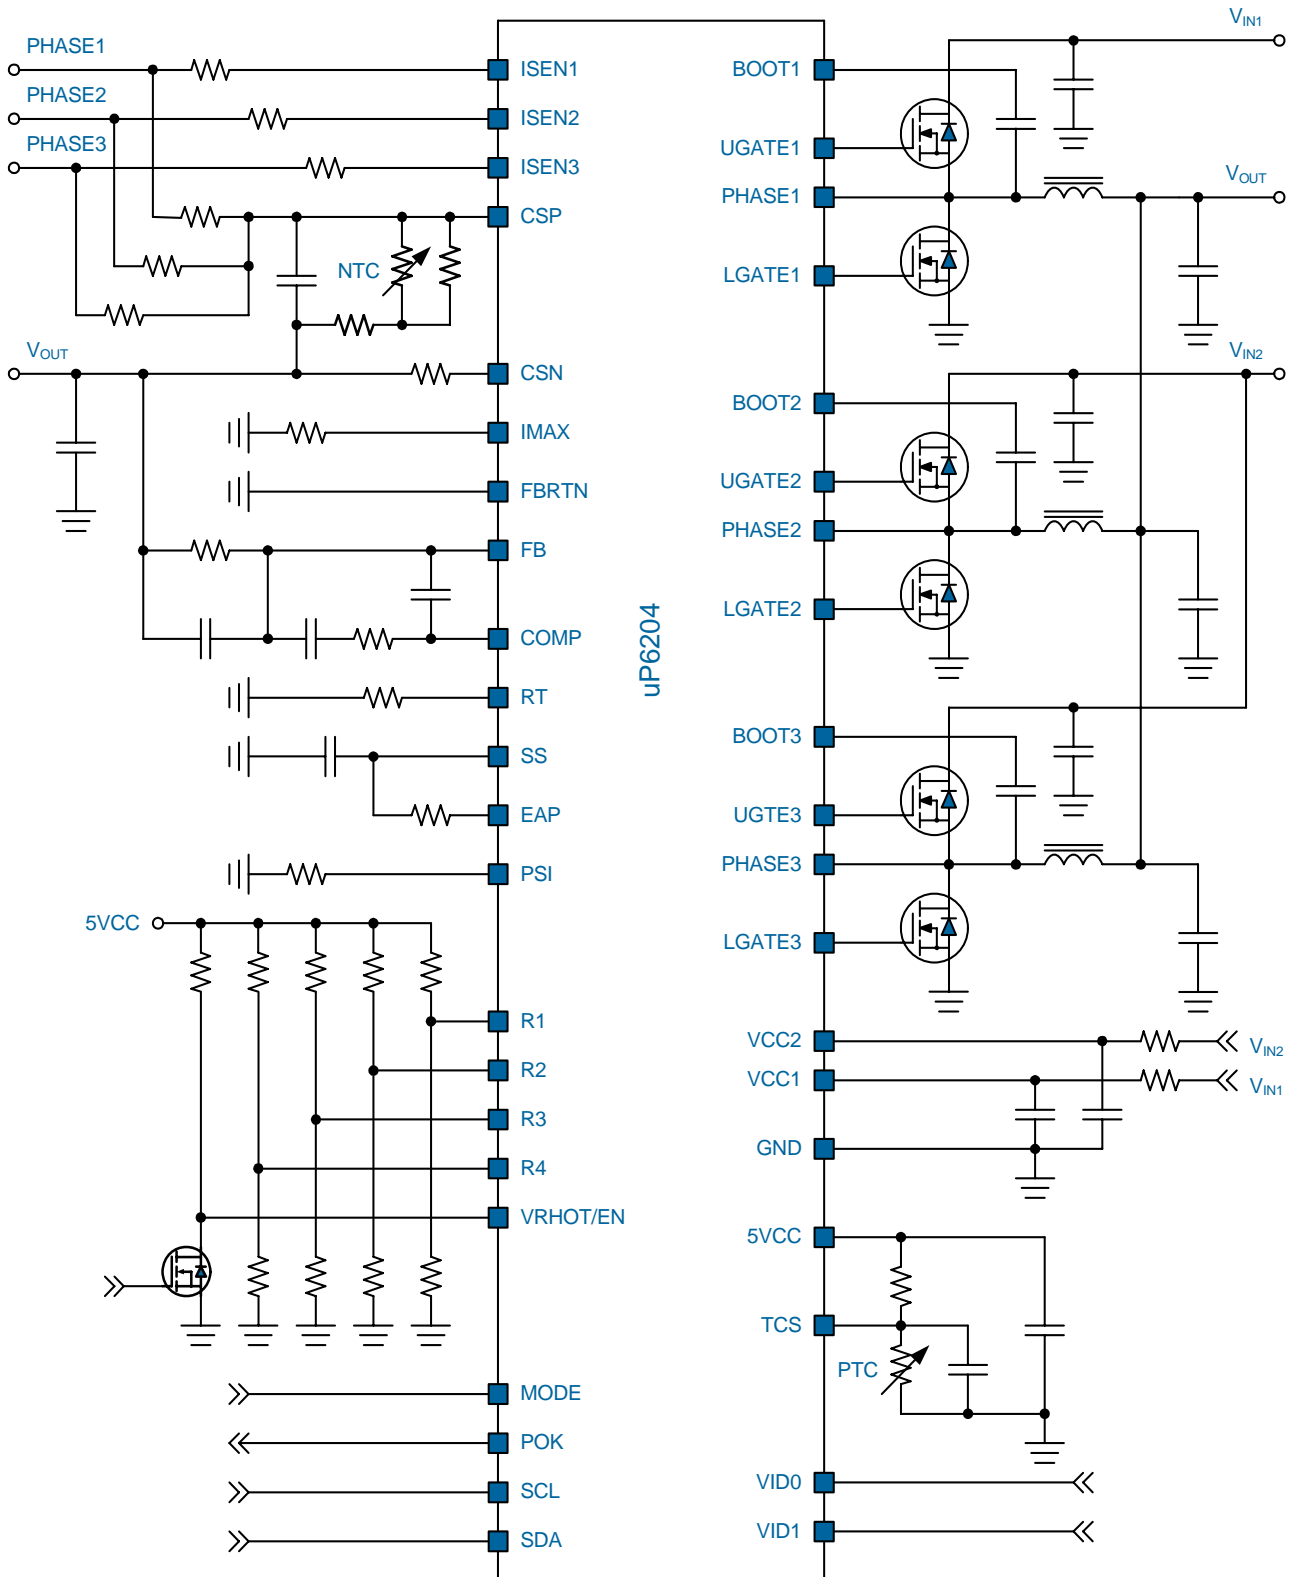 PHASE1
PHASE2
PHASE3
VOUT
NTC
5VCC
ISEN1
ISEN2
ISEN3
CSP
CSN
IMAX
FBRTN
FB
COMP
RT
SS
EAP
PSI
R1
R2
R3
R4
VRHOT/EN
MODE
POK
SCL
SDA
uP6204
BOOT1
UGATE1
PHASE1
LGATE1
BOOT2
UGATE2
PHASE2
LGATE2
BOOT3
UGTE3
PHASE3
LGATE3
VCC2
VCC1
GND
5VCC
TCS
PTC
VID0
VID1
VIN1
VOUT
VIN2
VIN2
VIN1